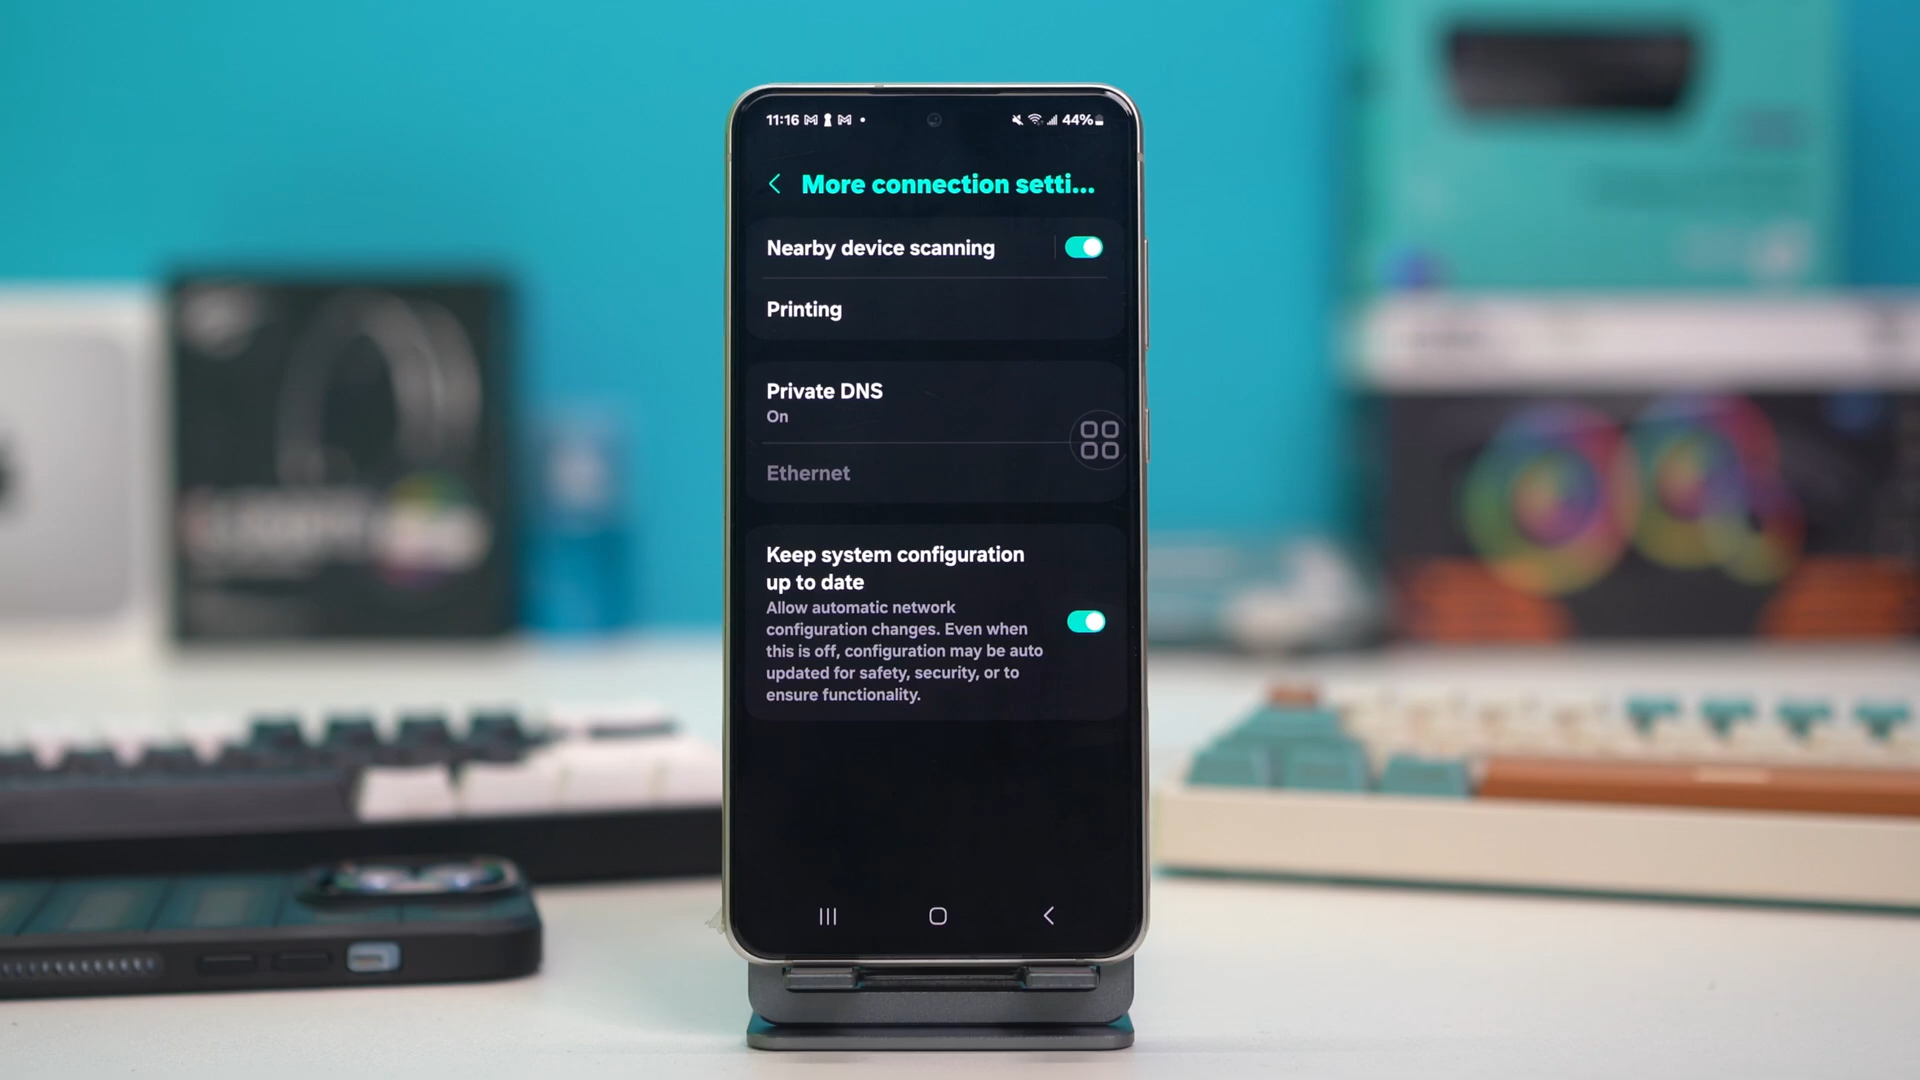 11:16 44%
More connection setti...
Nearby device scanning
Printing
Private DNS
On
Ethernet
Keep system configuration
up to date
Allow automatic network
configuration changes. Even when
this is off, configuration may be auto
updated for safety, security, or to
ensure functionality.